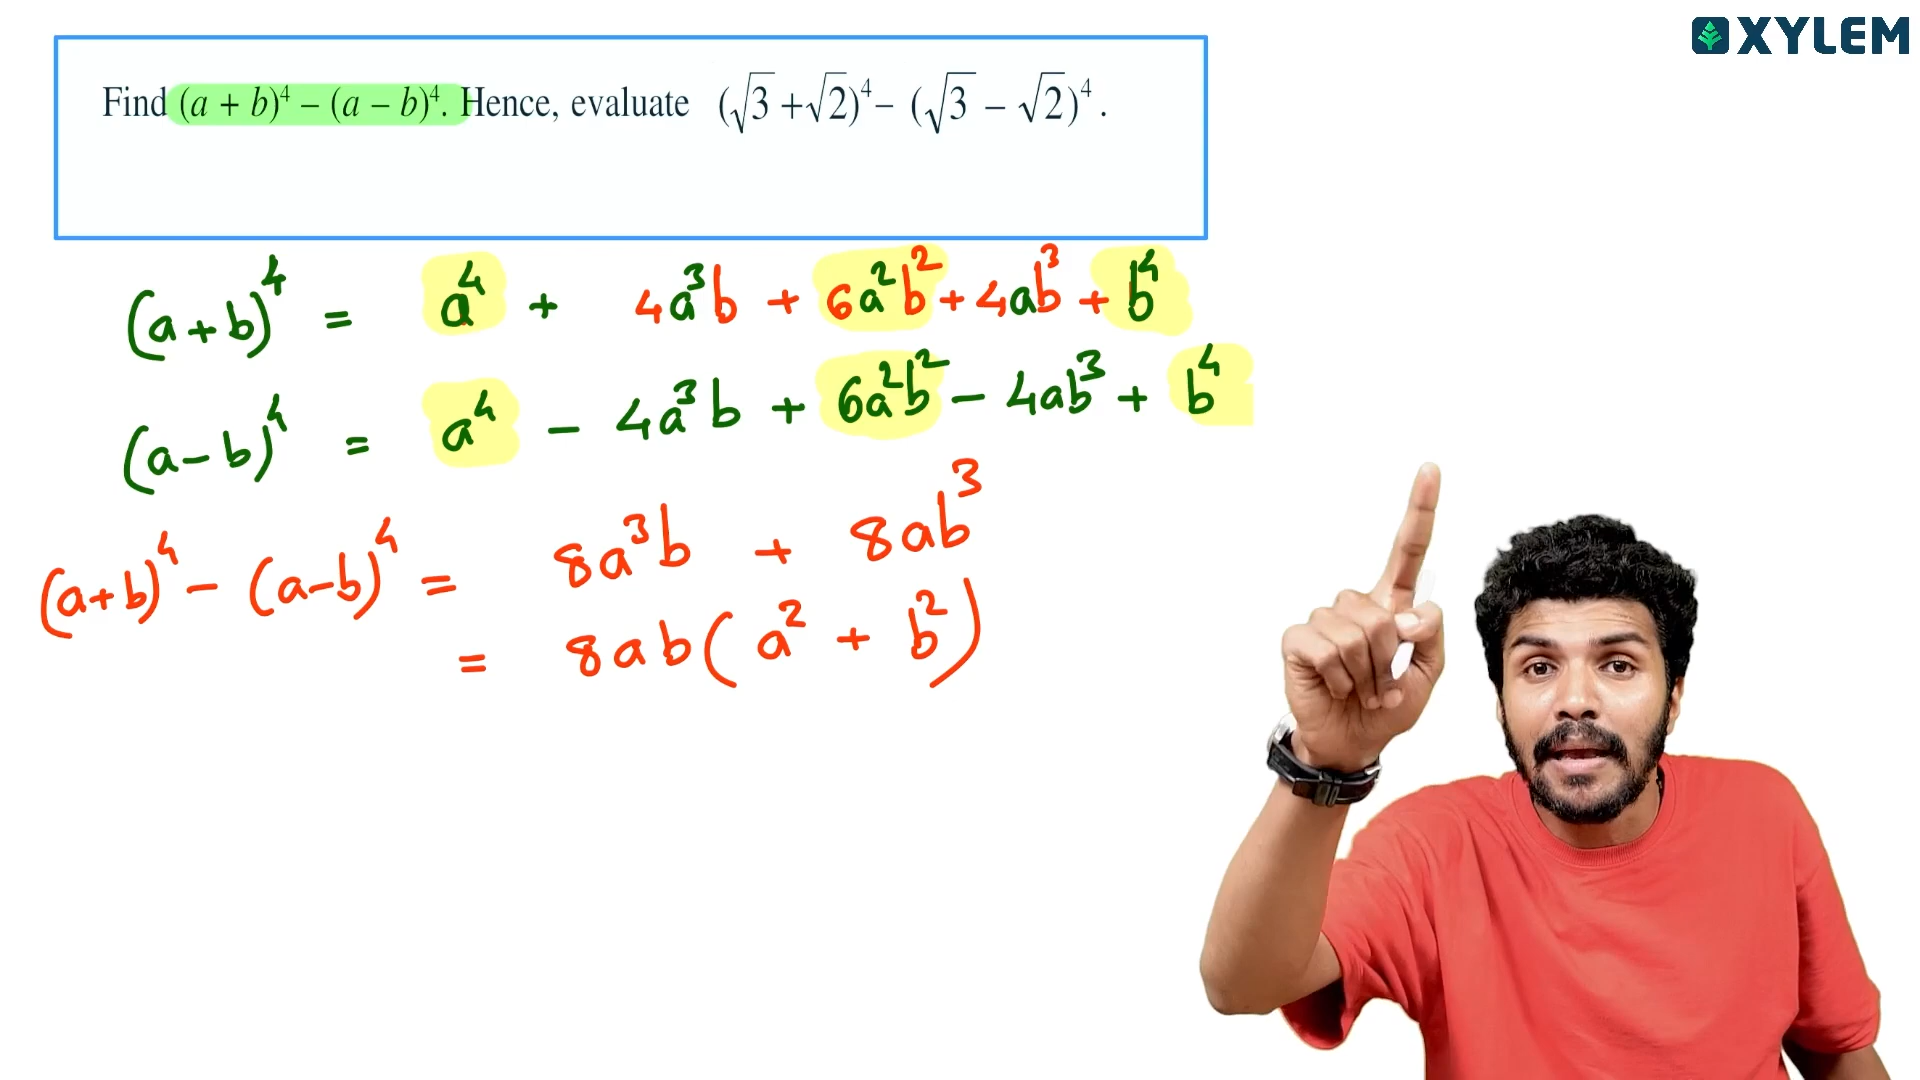 XYLEM
Find (a + b)⁴ – (a – b)⁴. Hence, evaluate (√3 +√2)⁴– (√3 – √2)⁴ .
(a+b)⁴ = a⁴ + 4a³b + 6a²b² + 4ab³ + b⁴
(a-b)⁴ = a⁴ - 4a³b + 6a²b² - 4ab³ + b⁴
(a+b)⁴ - (a-b)⁴ = 8a³b + 8ab³
= 8ab(a² + b²)